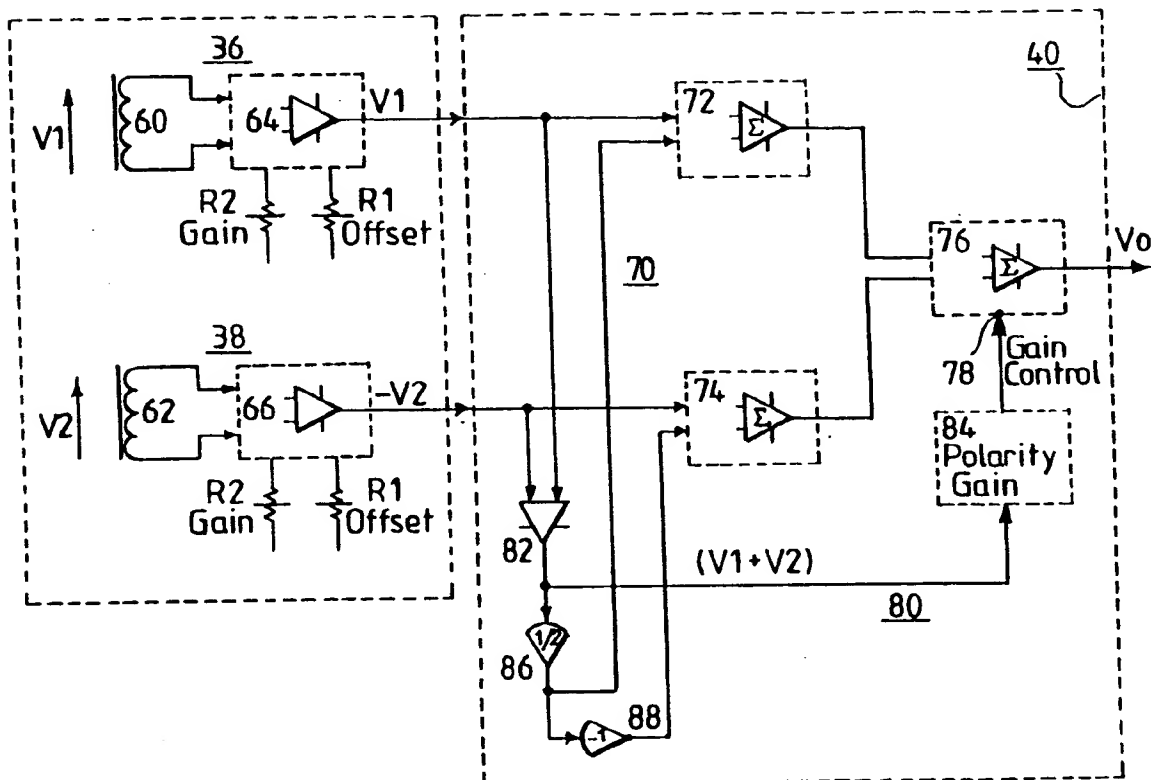 36
40
V1
60
64
V1
72
Σ
R2
Gain
R1
Offset
70
76
Σ
Vo
38
78
Gain
Control
V2
62
66
-V2
74
Σ
84
Polarity
Gain
R2
Gain
R1
Offset
82
(V1+V2)
80
1/2
86
-1
88